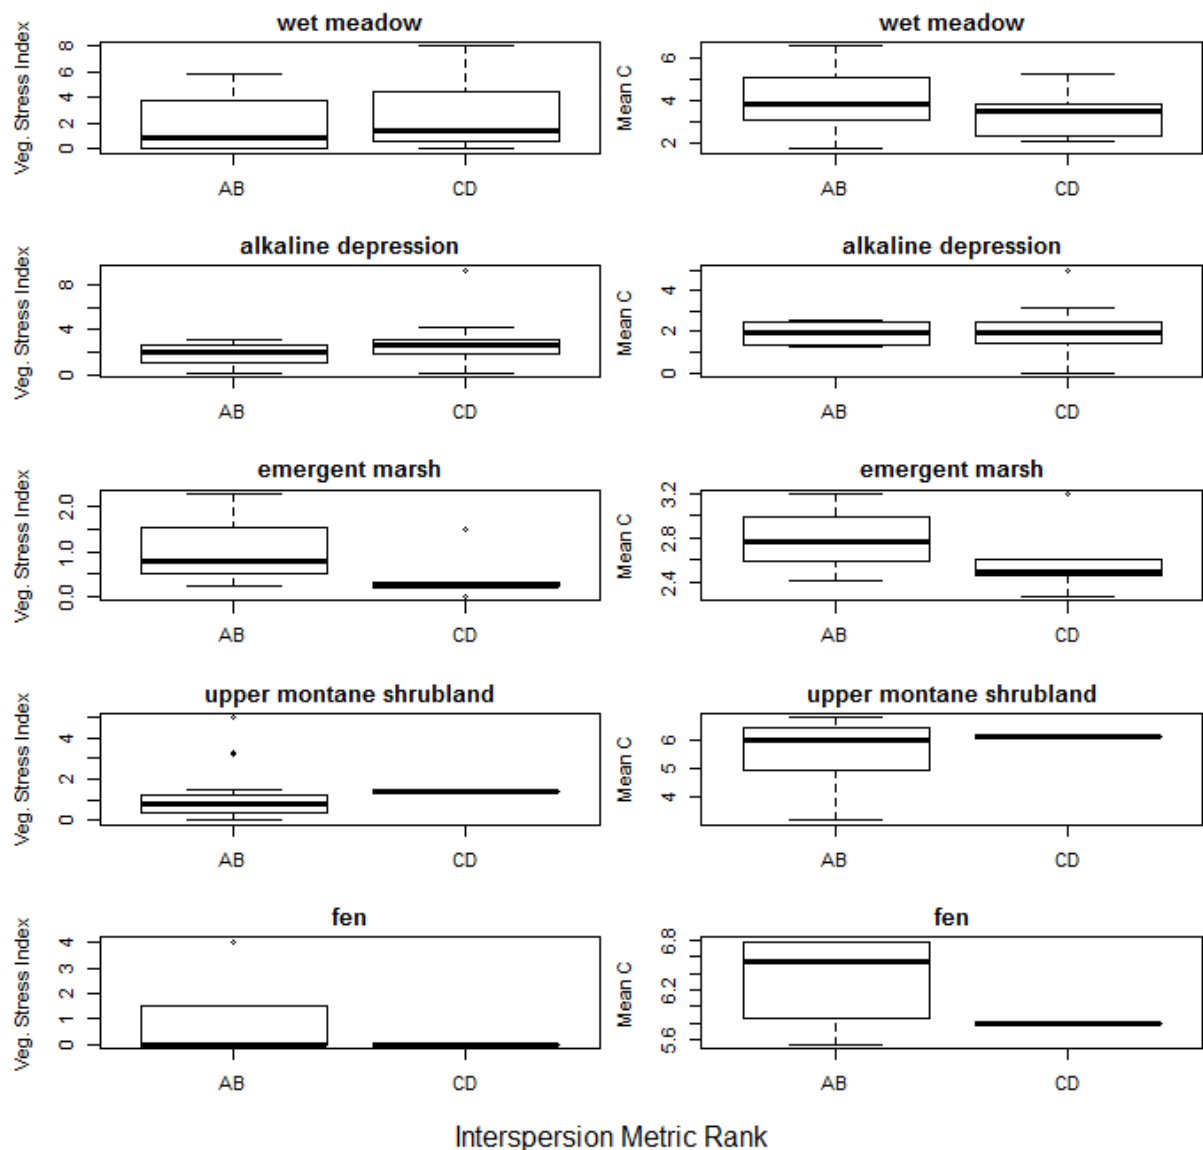 wet meadow
Veg. Stress Index
0 2 4 6 8
AB CD
wet meadow
Mean C
2 4 6
AB CD
alkaline depression
Veg. Stress Index
0 4 8
AB CD
alkaline depression
Mean C
0 2 4
AB CD
emergent marsh
Veg. Stress Index
0.0 1.0 2.0
AB CD
emergent marsh
Mean C
2.4 2.8 3.2
AB CD
upper montane shrubland
Veg. Stress Index
0 2 4
AB CD
upper montane shrubland
Mean C
4 5 6
AB CD
fen
Veg. Stress Index
0 1 2 3 4
AB CD
fen
Mean C
5.6 6.2 6.8
AB CD
Interspersion Metric Rank